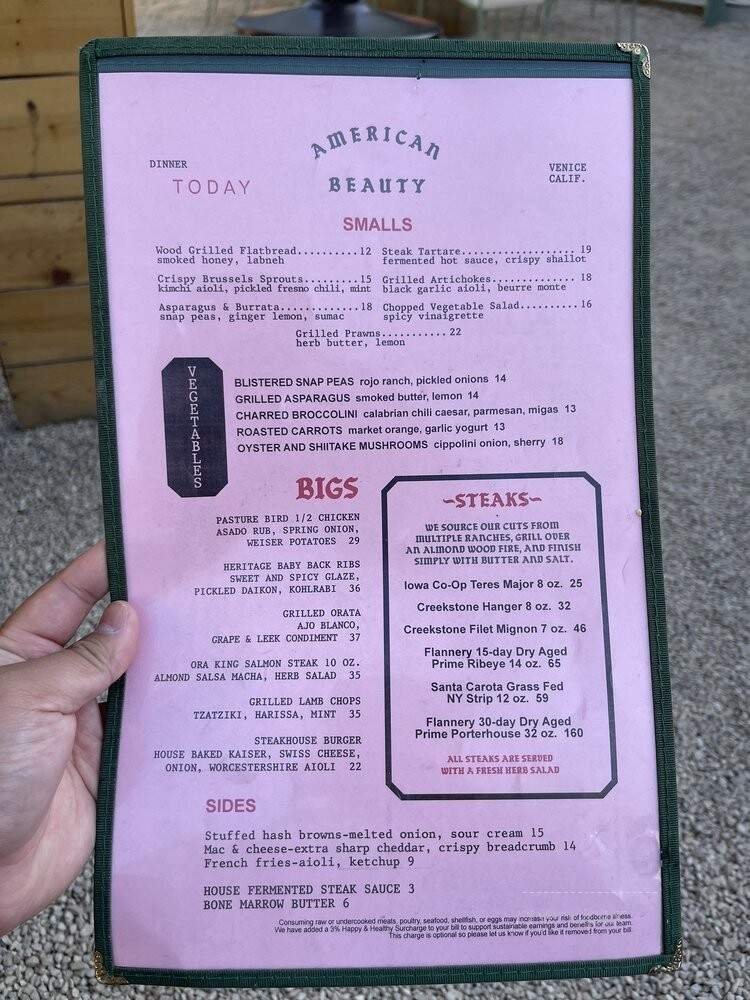 DINNER
TODAY
AMERICAN
BEAUTY
VENICE
CALIF.
SMALLS
Wood Grilled Flatbread..........12
smoked honey, labneh
Crispy Brussels Sprouts.........15
kimchi aioli, pickled fresno chili, mint
Asparagus & Burrata.............18
snap peas, ginger lemon, sumac
Steak Tartare.................. 19
fermented hot sauce, crispy shallot
Grilled Artichokes............. 18
black garlic aioli, beurre monte
Chopped Vegetable Salad.......... 16
spicy vinaigrette
Grilled Prawns........... 22
herb butter, lemon
VEGETABLES
BLISTERED SNAP PEAS rojo ranch, pickled onions 14
GRILLED ASPARAGUS smoked butter, lemon 14
CHARRED BROCCOLINI calabrian chili caesar, parmesan, migas 13
ROASTED CARROTS market orange, garlic yogurt 13
OYSTER AND SHIITAKE MUSHROOMS cippolini onion, sherry 18
BIGS
PASTURE BIRD 1/2 CHICKEN
ASADO RUB, SPRING ONION,
WEISER POTATOES 29
HERITAGE BABY BACK RIBS
SWEET AND SPICY GLAZE,
PICKLED DAIKON, KOHLRABI 36
GRILLED ORATA
AJO BLANCO,
GRAPE & LEEK CONDIMENT 37
ORA KING SALMON STEAK 10 OZ.
ALMOND SALSA MACHA, HERB SALAD 35
GRILLED LAMB CHOPS
TZATZIKI, HARISSA, MINT 35
STEAKHOUSE BURGER
HOUSE BAKED KAISER, SWISS CHEESE,
ONION, WORCESTERSHIRE AIOLI 22
~STEAKS~
WE SOURCE OUR CUTS FROM
MULTIPLE RANCHES, GRILL OVER
AN ALMOND WOOD FIRE, AND FINISH
SIMPLY WITH BUTTER AND SALT.
Iowa Co-Op Teres Major 8 oz. 25
Creekstone Hanger 8 oz. 32
Creekstone Filet Mignon 7 oz. 46
Flannery 15-day Dry Aged
Prime Ribeye 14 oz. 65
Santa Carota Grass Fed
NY Strip 12 oz. 59
Flannery 30-day Dry Aged
Prime Porterhouse 32 oz. 160
ALL STEAKS ARE SERVED
WITH A FRESH HERB SALAD
SIDES
Stuffed hash browns-melted onion, sour cream 15
Mac & cheese-extra sharp cheddar, crispy breadcrumb 14
French fries-aioli, ketchup 9
HOUSE FERMENTED STEAK SAUCE 3
BONE MARROW BUTTER 6
Consuming raw or undercooked meats, poultry, seafood, shellfish, or eggs may increase your risk of foodborne illness.
We have added a 3% Happy & Healthy Surcharge to your bill to support sustainable earnings and benefits for our team.
This charge is optional so please let us know if you'd like it removed from your bill.